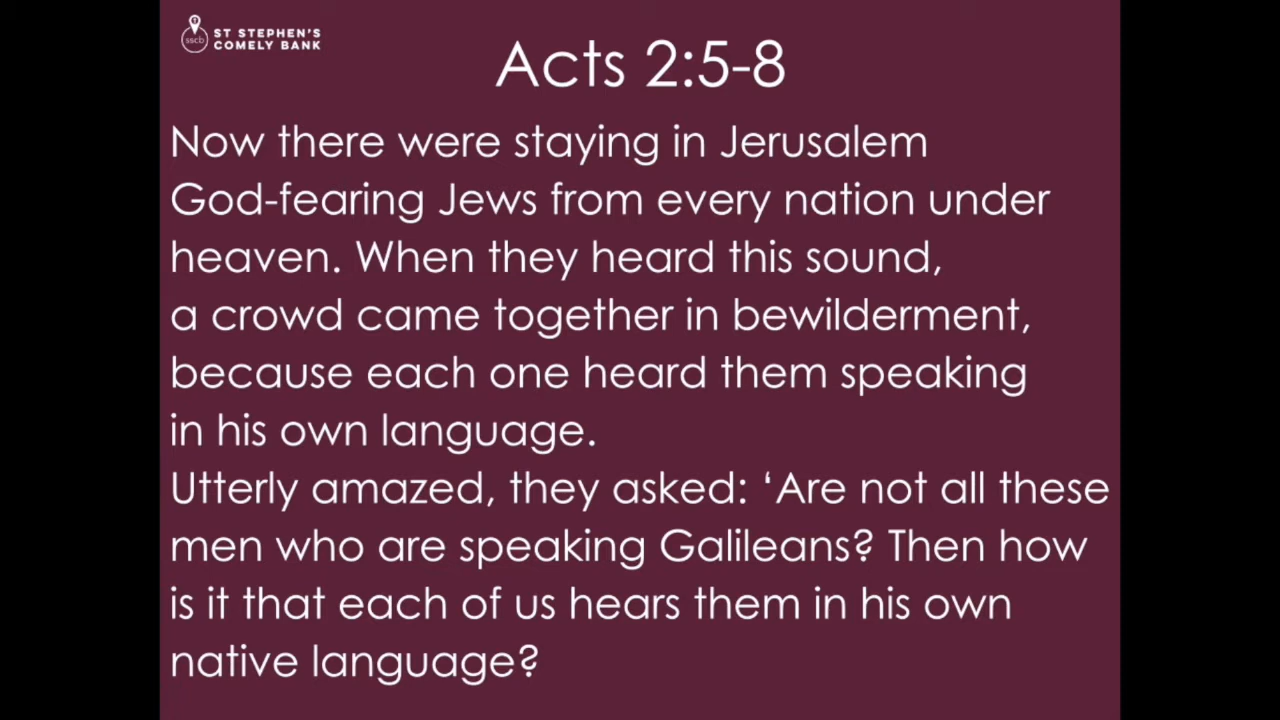 sscb
ST STEPHEN'S
COMELY BANK
Acts 2:5-8
Now there were staying in Jerusalem
God-fearing Jews from every nation under
heaven. When they heard this sound,
a crowd came together in bewilderment,
because each one heard them speaking
in his own language.
Utterly amazed, they asked: ‘Are not all these
men who are speaking Galileans? Then how
is it that each of us hears them in his own
native language?